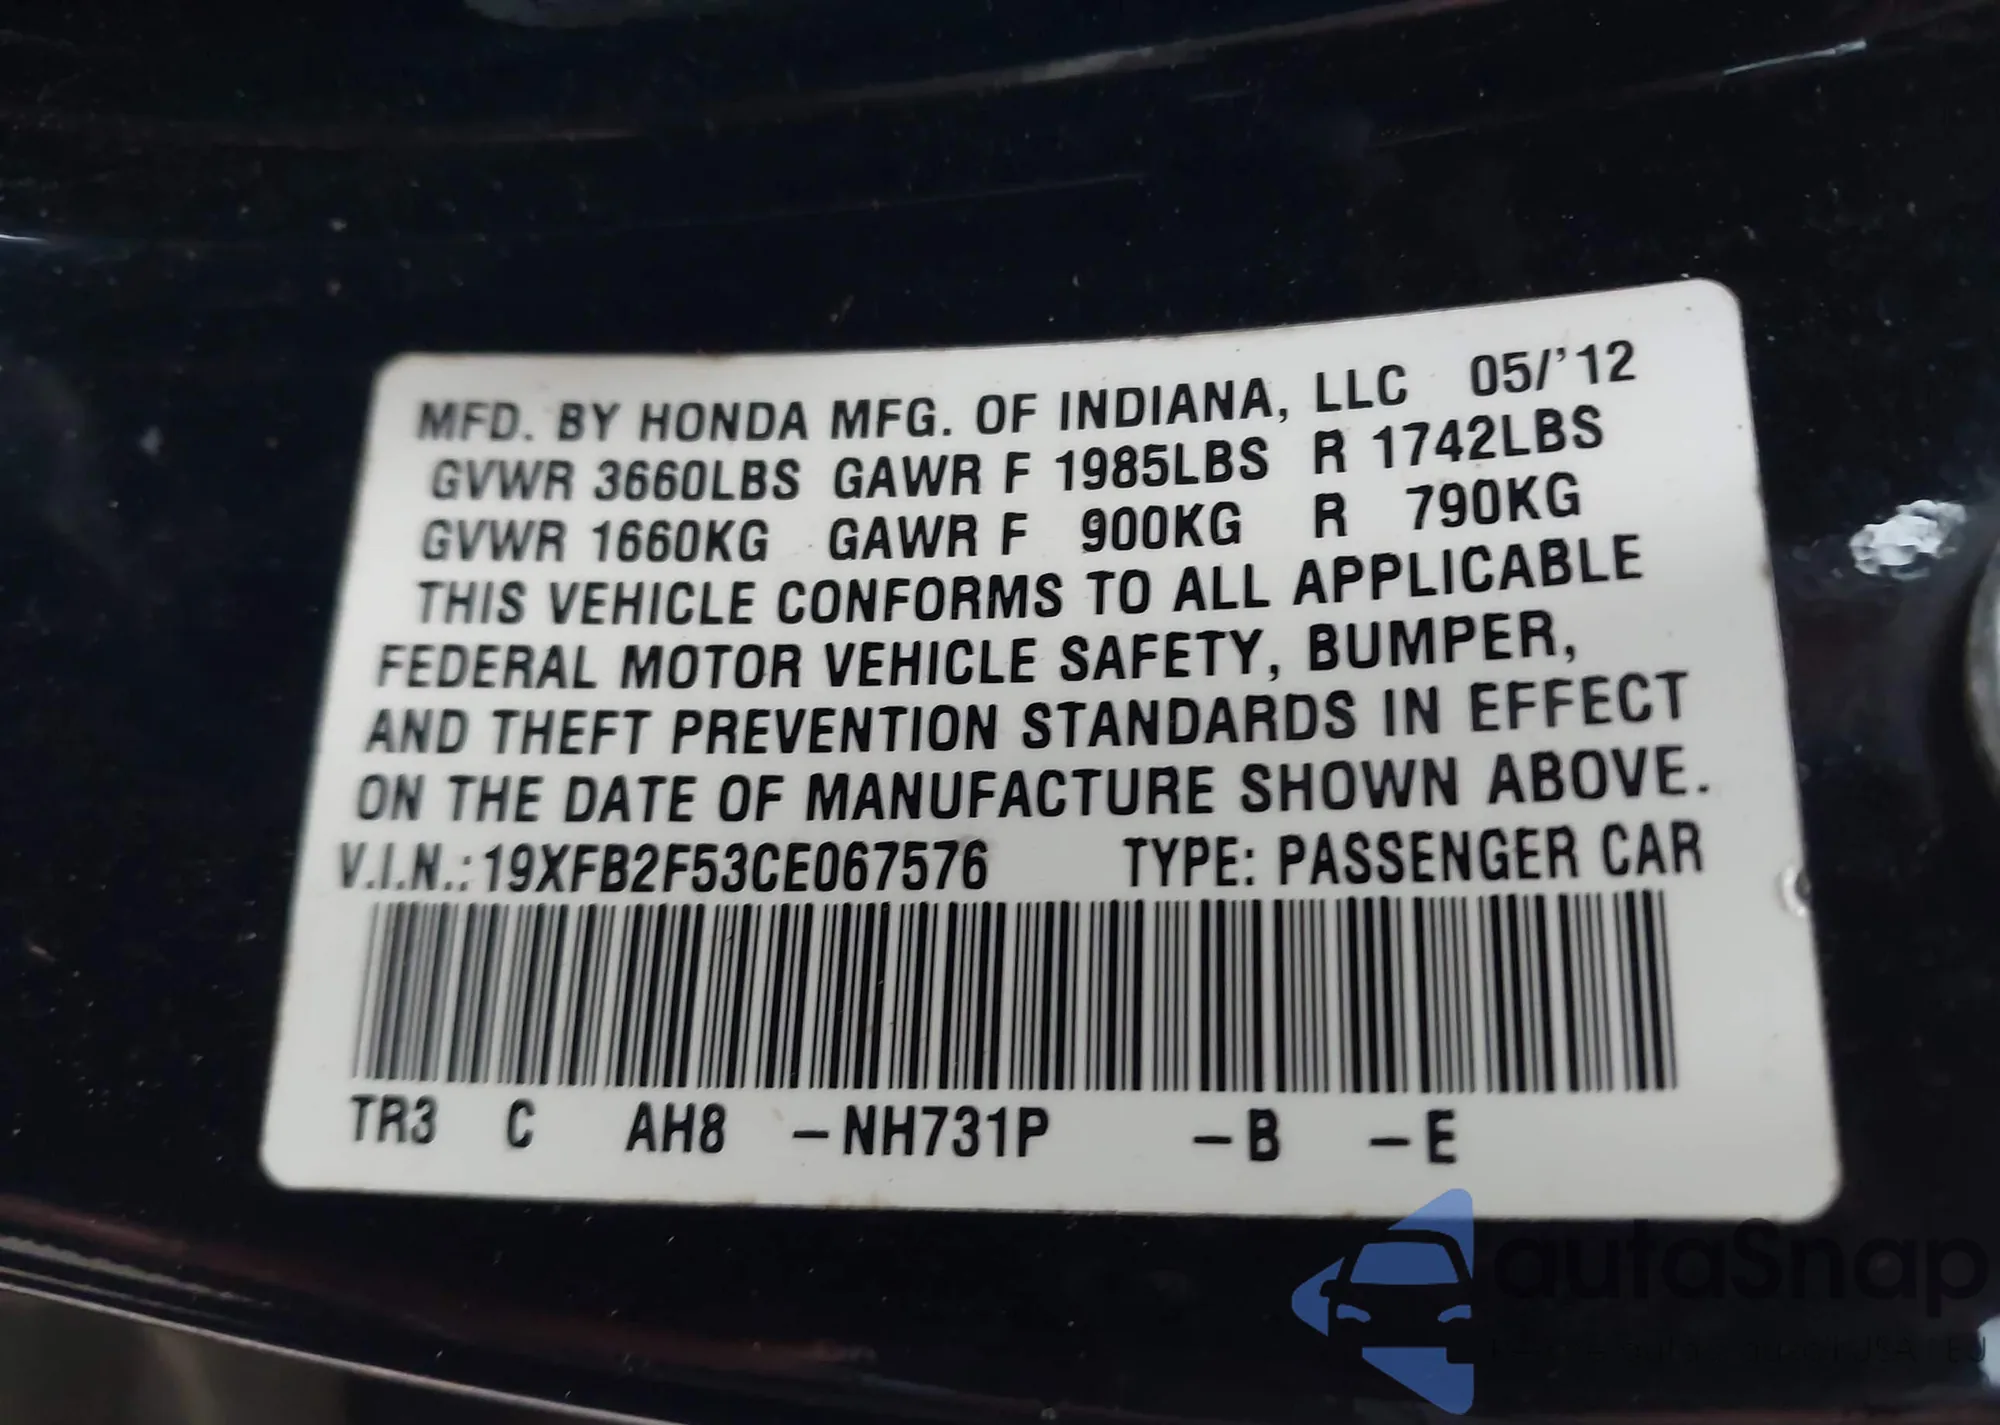 MFD. BY HONDA MFG. OF INDIANA, LLC 05/'12
GVWR 3660LBS GAWR F 1985LBS R 1742LBS
GVWR 1660KG GAWR F 900KG R 790KG
THIS VEHICLE CONFORMS TO ALL APPLICABLE
FEDERAL MOTOR VEHICLE SAFETY, BUMPER,
AND THEFT PREVENTION STANDARDS IN EFFECT
ON THE DATE OF MANUFACTURE SHOWN ABOVE.
V.I.N.: 19XFB2F53CE067576 TYPE: PASSENGER CAR
TR3 C AH8 –NH731P –B –E
autaSnap